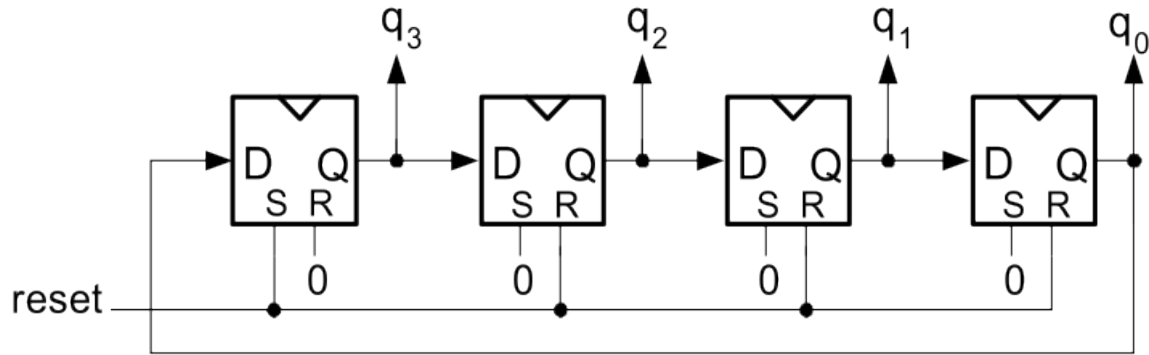 q3 q2 q1 q0
D Q D Q D Q D Q
S R S R S R S R
0 0 0 0
reset